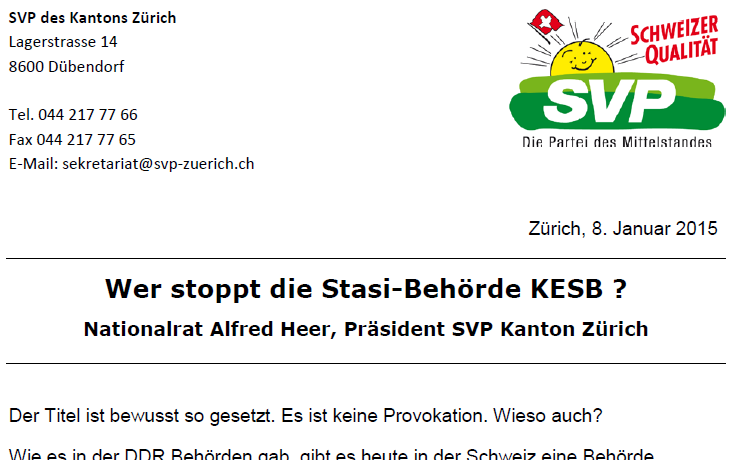 SVP des Kantons Zürich
Lagerstrasse 14
8600 Dübendorf
Tel. 044 217 77 66
Fax 044 217 77 65
E-Mail: sekretariat@svp-zuerich.ch
SCHWEIZER
QUALITÄT
SVP
Die Partei des Mittelstandes
Zürich, 8. Januar 2015
Wer stoppt die Stasi-Behörde KESB ?
Nationalrat Alfred Heer, Präsident SVP Kanton Zürich
Der Titel ist bewusst so gesetzt. Es ist keine Provokation. Wieso auch?
Wie es in der DDR Behörden gab, gibt es heute in der Schweiz eine Behörde